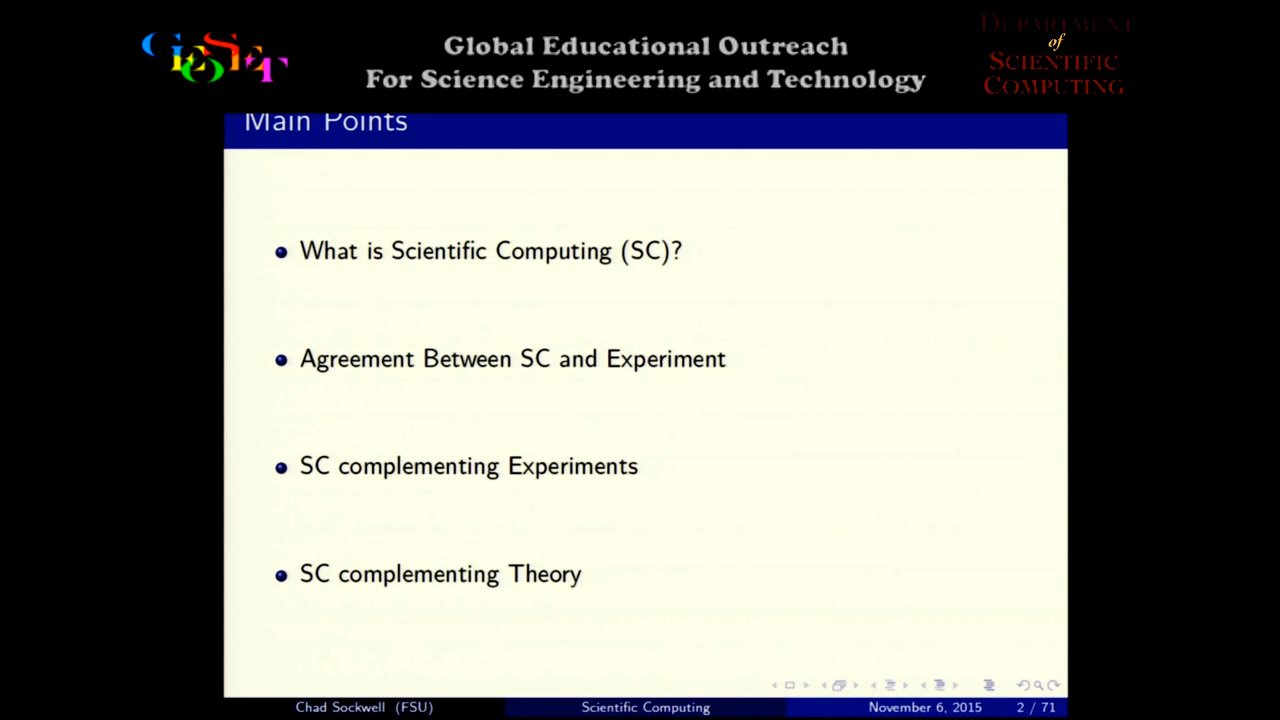 GEOSET
Global Educational Outreach
For Science Engineering and Technology
DEPARTMENT
of
SCIENTIFIC
COMPUTING
Main Points
What is Scientific Computing (SC)?
Agreement Between SC and Experiment
SC complementing Experiments
SC complementing Theory
Chad Sockwell (FSU) Scientific Computing November 6, 2015 2 / 71